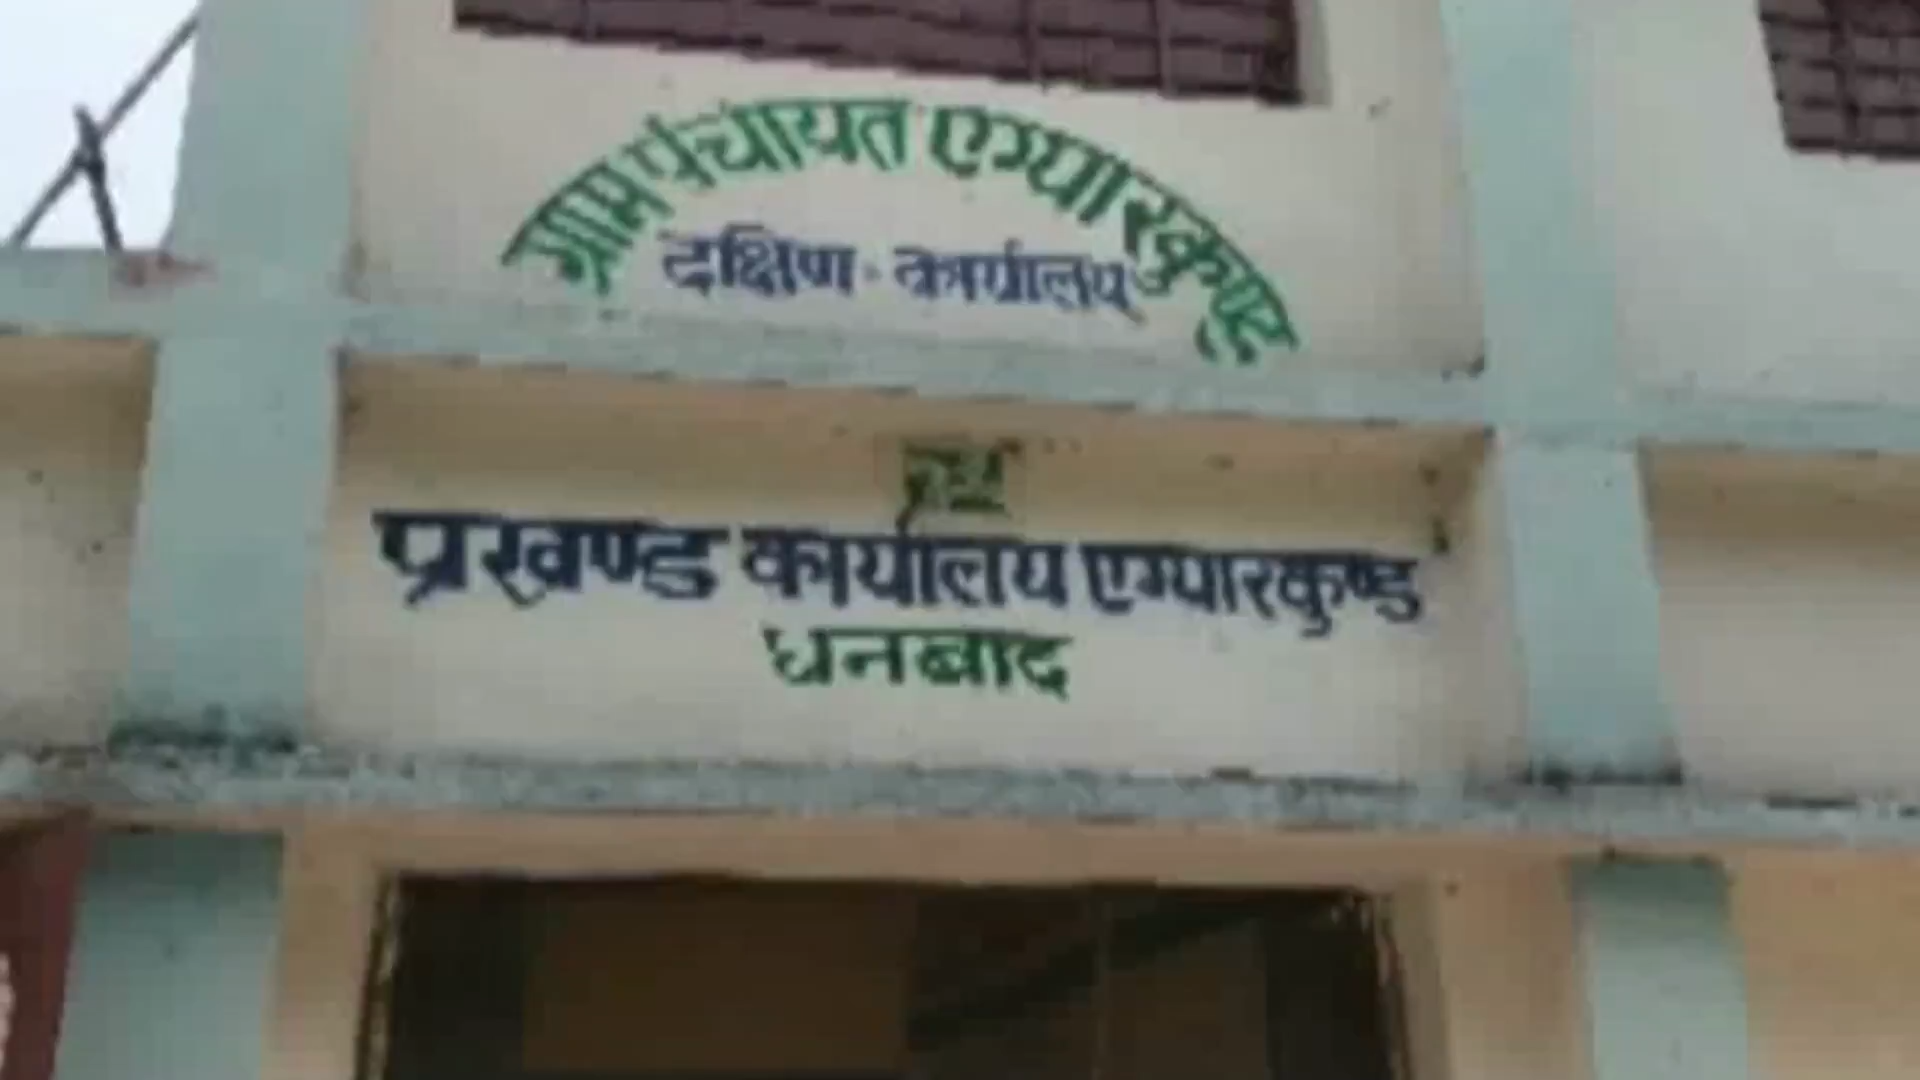 ग्राम पंचायत एग्यारकुण्ड
दक्षिण - कार्यालय
प्रखण्ड कार्यालय एग्यारकुण्ड
धनबाद